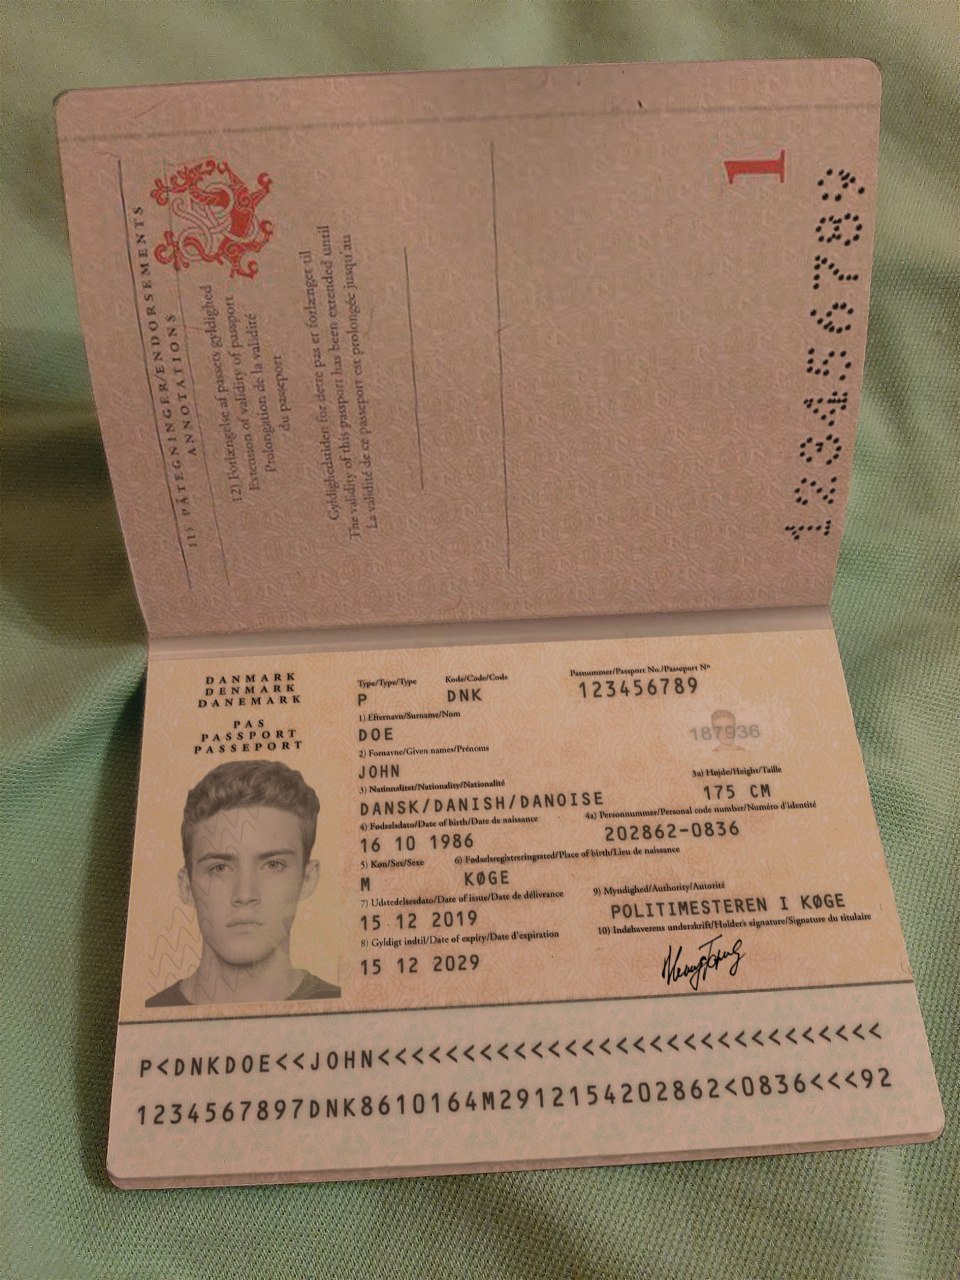 11) PÅTEGNINGER/ENDORSEMENTS
ANNOTATIONS
12) Forlængelse af passets gyldighed
Extension of validity of passport
Prolongation de la validité
du passeport
Gyldighedstiden for dette pas er forlænget til
The validity of this passport has been extended until
La validité de ce passeport est prolongée jusqu'au
1
123456789
DANMARK
DENMARK
DANEMARK
PAS
PASSPORT
PASSEPORT
Type/Type/Type Kode/Code/Code Pasnummer/Passport No./Passeport Nº
P DNK 123456789
1) Efternavn/Surname/Nom
DOE
187936
2) Fornavne/Given names/Prénoms
JOHN
3) Nationalitet/Nationality/Nationalité 3a) Højde/Height/Taille
DANSK/DANISH/DANOISE 175 CM
4) Fødselsdato/Date of birth/Date de naissance 4a) Personnummer/Personal code number/Numéro d'identité
16 10 1986 202862-0836
5) Køn/Sex/Sexe 6) Fødselsregistreringssted/Place of birth/Lieu de naissance
M KØGE
7) Udstedelsesdato/Date of issue/Date de délivrance 9) Myndighed/Authority/Autorité
15 12 2019 POLITIMESTEREN I KØGE
8) Gyldigt indtil/Date of expiry/Date d'expiration 10) Indehaverens underskrift/Holder's signature/Signature du titulaire
15 12 2029
P<DNKDOE<<JOHN<<<<<<<<<<<<<<<<<<<<<<<<<<<<<<
1234567897DNK8610164M2912154202862<0836<<<92